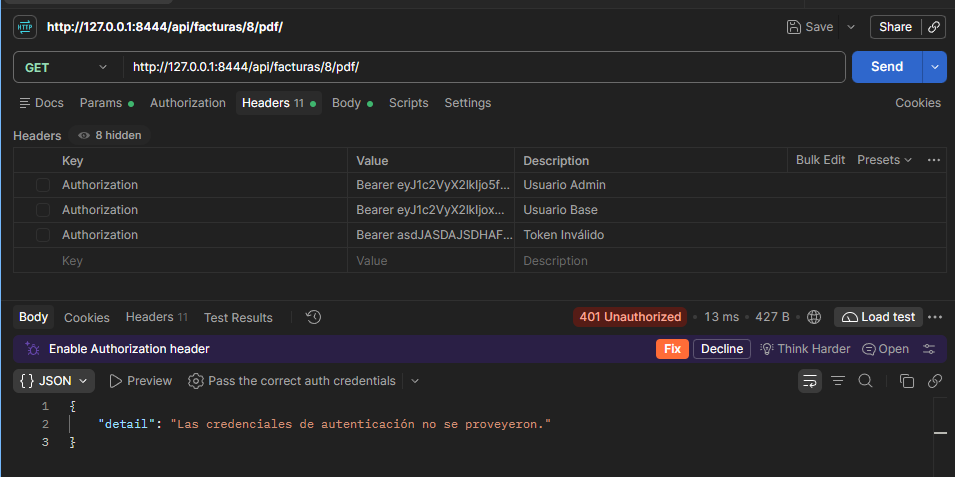 HTTP http://127.0.0.1:8444/api/facturas/8/pdf/ Save Share
GET http://127.0.0.1:8444/api/facturas/8/pdf/ Send
Docs Params Authorization Headers 11 Body Scripts Settings Cookies
Headers 8 hidden
Key Value Description Bulk Edit Presets
Authorization Bearer eyJ1c2VyX2lkIjo5f... Usuario Admin
Authorization Bearer eyJ1c2VyX2lkIjox... Usuario Base
Authorization Bearer asdJASDAJSDHAF... Token Inválido
Key Value Description
Body Cookies Headers 11 Test Results 401 Unauthorized • 13 ms • 427 B • Load test
Enable Authorization header Fix Decline Think Harder Open
{} JSON Preview Pass the correct auth credentials
1 {
2 "detail": "Las credenciales de autenticación no se proveyeron."
3 }